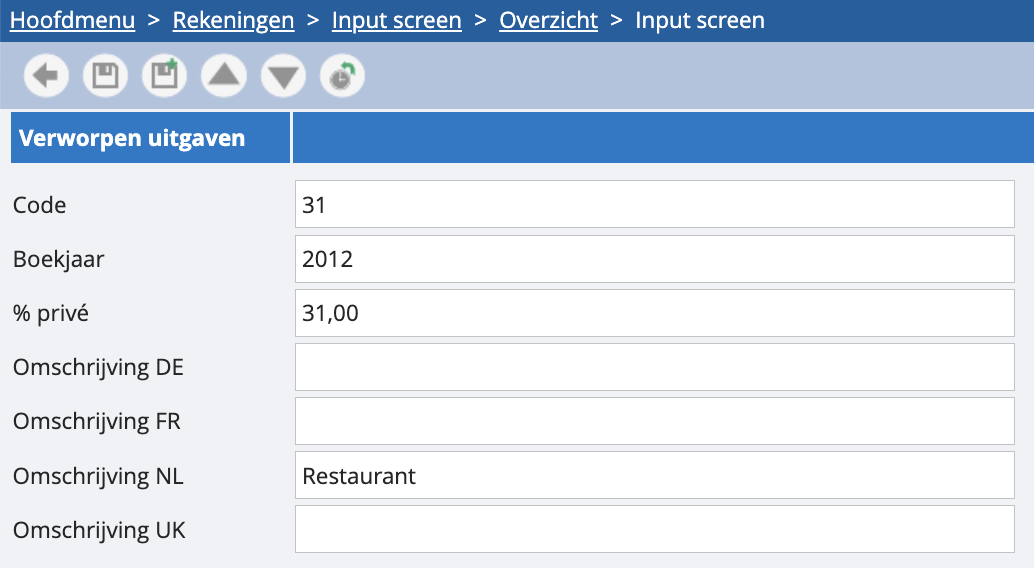 Hoofdmenu > Rekeningen > Input screen > Overzicht > Input screen
Verworpen uitgaven
Code 31
Boekjaar 2012
% privé 31,00
Omschrijving DE
Omschrijving FR
Omschrijving NL Restaurant
Omschrijving UK